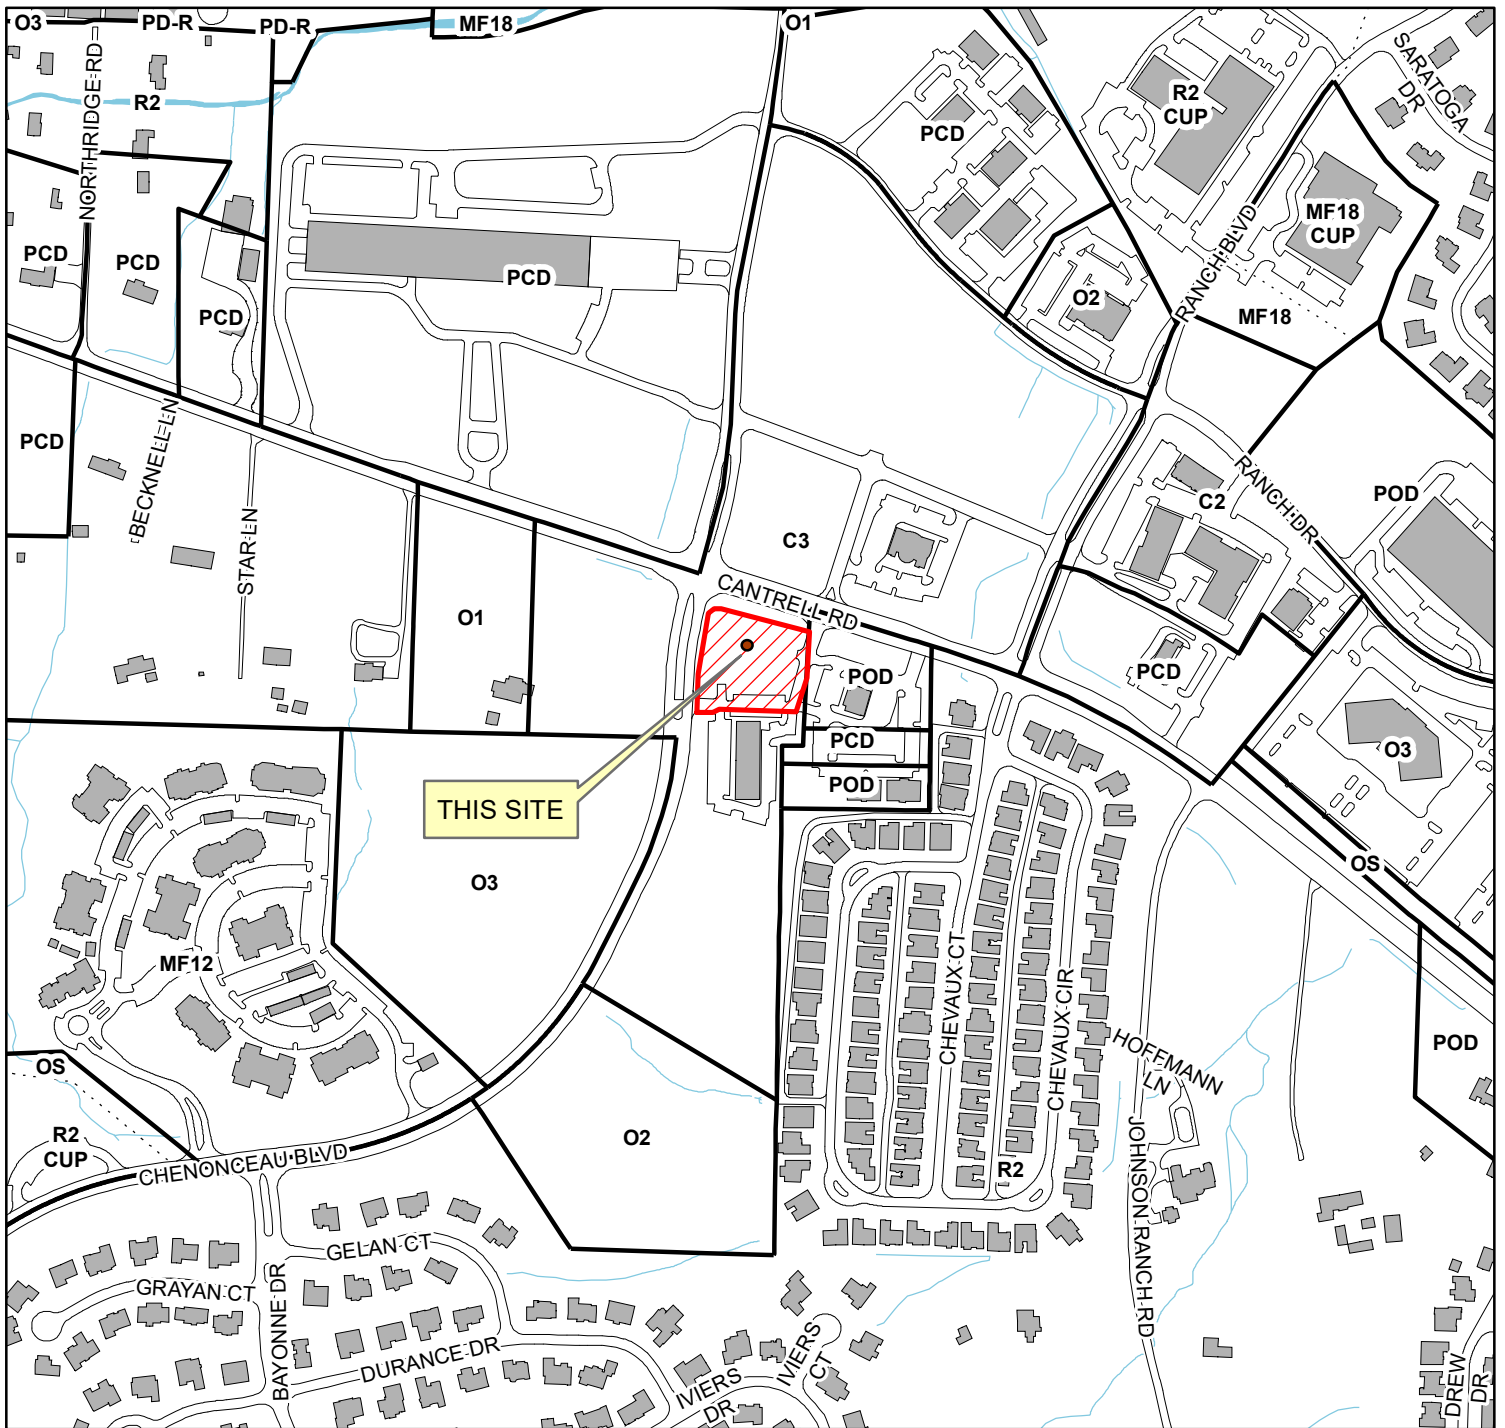 O3
PD-R
PD-R
MF18
O1
SARATOGA
DR
NORTHRIDGE RD
R2
R2
CUP
PCD
MF18
CUP
RANCH BLVD
PCD
PCD
PCD
PCD
O2
MF18
PCD
BECKNELL LN
STAR LN
C3
C2
RANCH DR
POD
CANTRELL RD
O1
POD
PCD
PCD
POD
O3
THIS SITE
OS
O3
MF12
CHEVAUX CT
CHEVAUX CIR
HOFFMANN
LN
POD
OS
R2
CUP
CHENONCEAU BLVD
O2
R2
JOHNSON RANCH RD
GELAN CT
GRAYAN CT
BAYONNE DR
DURANCE DR
IVIERS
DR
IVIERS
CT
DREW
DR